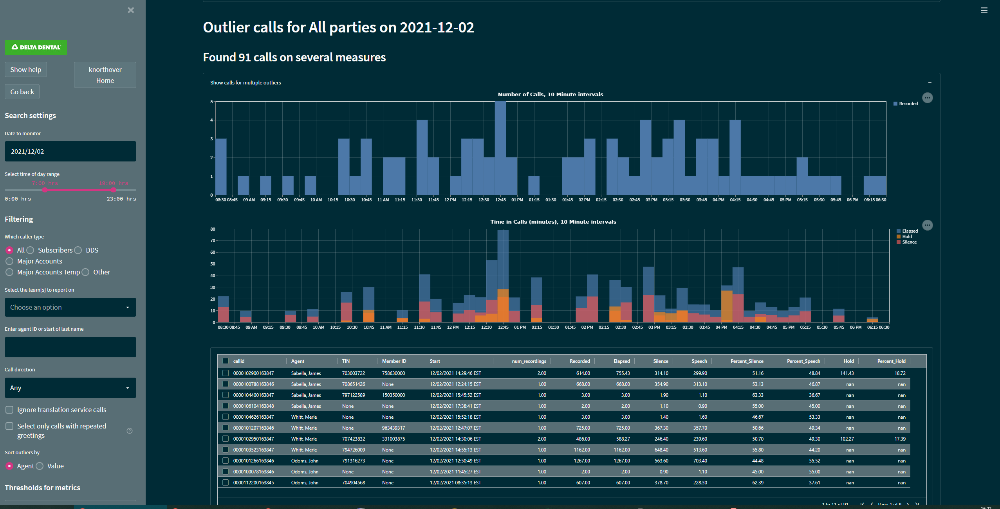 DELTA DENTAL
Show help
knorthover
Home
Go back
Search settings
Date to monitor
2021/12/02
Select time of day range
7:00 hrs 19:00 hrs
0:00 hrs 23:00 hrs
Filtering
Which caller type
All Subscribers DDS
Major Accounts
Major Accounts Temp Other
Select the team[s] to report on
Choose an option
Enter agent ID or start of last name
Call direction
Any
Ignore translation service calls
Select only calls with repeated
greetings
Sort outliers by
Agent Value
Thresholds for metrics
Outlier calls for All parties on 2021-12-02
Found 91 calls on several measures
Show calls for multiple outliers
Number of Calls, 10 Minute intervals
Recorded
5
4
3
2
1
0
08:30 08:45 09 AM 09:15 09:30 09:45 10 AM 10:15 10:30 10:45 11 AM 11:15 11:30 11:45 12 PM 12:15 12:30 12:45 01 PM 01:15 01:30 01:45 02 PM 02:15 02:30 02:45 03 PM 03:15 03:30 03:45 04 PM 04:15 04:30 04:45 05 PM 05:15 05:30 05:45 06 PM 06:15 06:30
Time in Calls (minutes), 10 Minute intervals
Elapsed
Hold
Silence
80
70
60
50
40
30
20
10
0
08:30 08:45 09 AM 09:15 09:30 09:45 10 AM 10:15 10:30 10:45 11 AM 11:15 11:30 11:45 12 PM 12:15 12:30 12:45 01 PM 01:15 01:30 01:45 02 PM 02:15 02:30 02:45 03 PM 03:15 03:30 03:45 04 PM 04:15 04:30 04:45 05 PM 05:15 05:30 05:45 06 PM 06:15 06:30
callid Agent TIN Member ID Start num_recordings Recorded Elapsed Silence Speech Percent_Silence Percent_Speech Hold Percent_Hold
0000102900163847 Sabella, James 703003722 758630000 12/02/2021 14:29:46 EST 2.00 614.00 755.43 314.10 299.90 51.16 48.84 141.43 18.72
0000100788163846 Sabella, James 708651426 None 12/02/2021 12:24:15 EST 1.00 668.00 668.00 354.90 313.10 53.13 46.87 nan nan
0000104400163847 Sabella, James 797122589 150350000 12/02/2021 15:45:52 EST 1.00 3.00 3.00 1.90 1.10 63.33 36.67 nan nan
0000106104163848 Sabella, James None None 12/02/2021 17:38:41 EST 1.00 2.00 2.00 1.10 0.90 55.00 45.00 nan nan
0000104626163847 Whitt, Merle None None 12/02/2021 15:52:18 EST 1.00 3.00 3.00 1.40 1.60 46.67 53.33 nan nan
0000101207163846 Whitt, Merle None 963439317 12/02/2021 12:47:07 EST 1.00 725.00 725.00 367.30 357.70 50.66 49.34 nan nan
0000102950163847 Whitt, Merle 707423832 331003875 12/02/2021 14:30:06 EST 2.00 486.00 588.27 246.40 239.60 50.70 49.30 102.27 17.39
0000103523163847 Whitt, Merle 794726009 None 12/02/2021 14:55:13 EST 1.00 1162.00 1162.00 648.40 513.60 55.80 44.20 nan nan
0000101266163846 Odoms, John 791316273 None 12/02/2021 12:50:49 EST 1.00 1267.00 1267.00 563.60 703.40 44.48 55.52 nan nan
0000100078163846 Odoms, John None None 12/02/2021 11:45:27 EST 1.00 2.00 2.00 0.90 1.10 45.00 55.00 nan nan
0000112200163845 Odoms, John 704904568 None 12/02/2021 08:35:13 EST 1.00 607.00 607.00 378.70 228.30 62.39 37.61 nan nan
1 to 11 of 91 Page 1 of 9
16:22